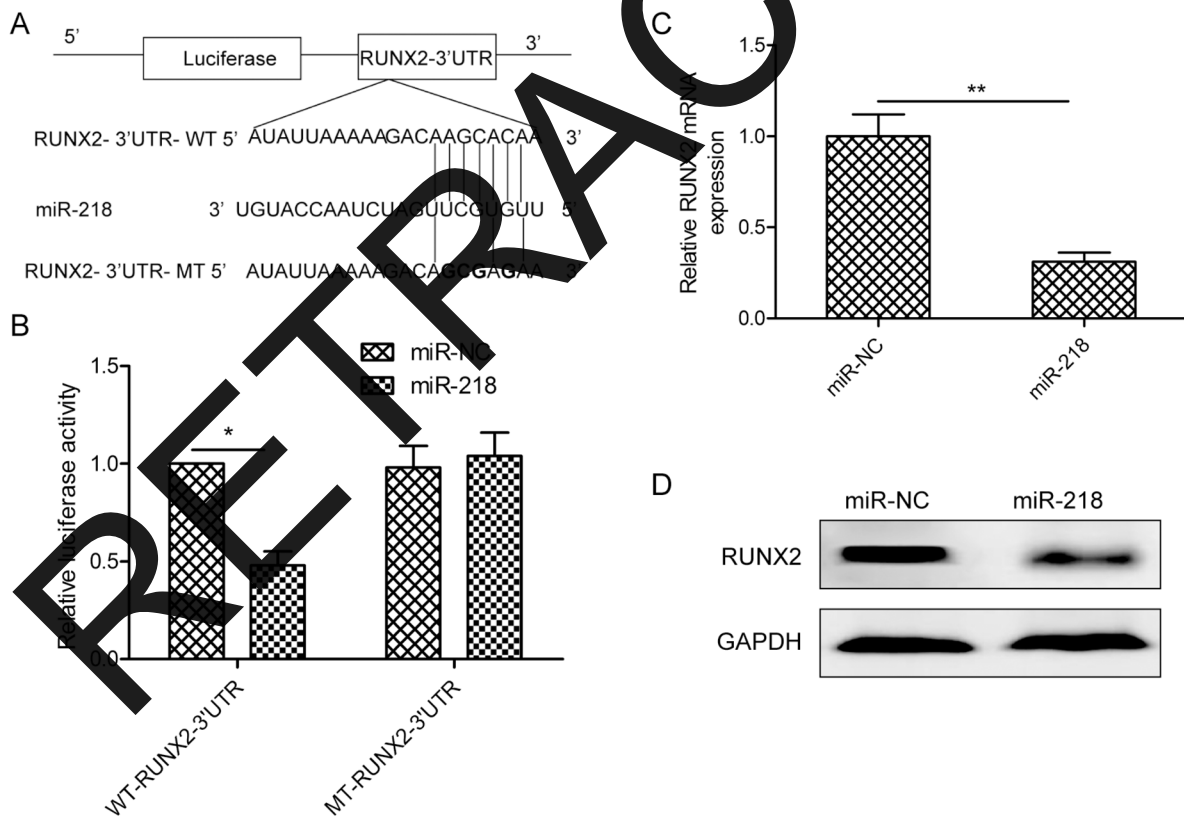 A
5’ 3’
Luciferase RUNX2-3’UTR
RUNX2- 3’UTR- WT 5’ AUAUUAAAAAGACAAGCACAA 3’
miR-218 3’ UGUACCAAUCUAGUUCGUGUU 5’
RUNX2- 3’UTR- MT 5’ AUAUUAAAAAGACAGCGAGAA 3’
B
miR-NC
miR-218
Relative luciferase activity
1.5
1.0
0.5
0.0
*
WT-RUNX2-3'UTR
MT-RUNX2-3'UTR
C
Relative RUNX2 mRNA
expression
1.5
1.0
0.5
0.0
**
miR-NC
miR-218
D
miR-NC miR-218
RUNX2
GAPDH
RETRAC